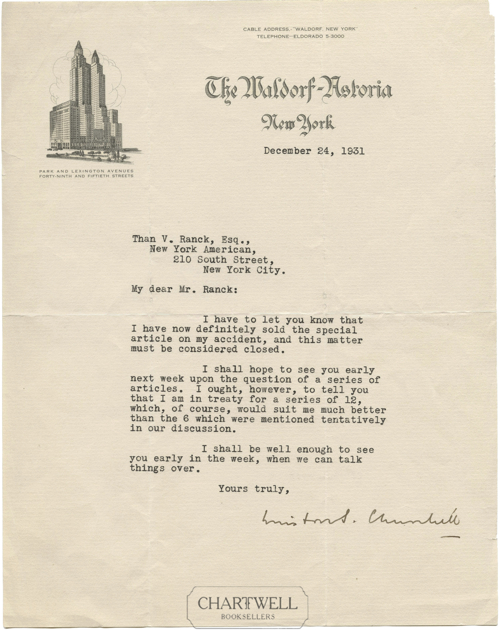 CABLE ADDRESS, "WALDORF, NEW YORK"
TELEPHONE-ELDORADO 5-3000
The Waldorf-Astoria
New York
December 24, 1931
PARK AND LEXINGTON AVENUES
FORTY-NINTH AND FIFTIETH STREETS
Than V. Ranck, Esq.,
New York American,
210 South Street,
New York City.
My dear Mr. Ranck:
I have to let you know that
I have now definitely sold the special
article on my accident, and this matter
must be considered closed.
I shall hope to see you early
next week upon the question of a series of
articles. I ought, however, to tell you
that I am in treaty for a series of 12,
which, of course, would suit me much better
than the 6 which were mentioned tentatively
in our discussion.
I shall be well enough to see
you early in the week, when we can talk
things over.
Yours truly,
Winston S. Churchill
CHARTWELL
BOOKSELLERS